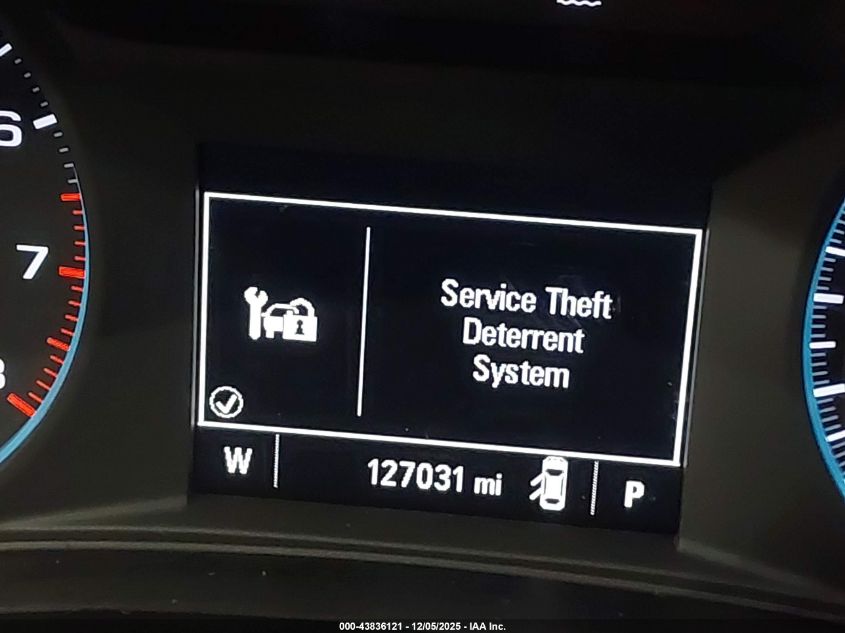 6
7
8
Service Theft
Deterrent
System
W
127031 mi
P
000-43836121 - 12/05/2025 - IAA Inc.